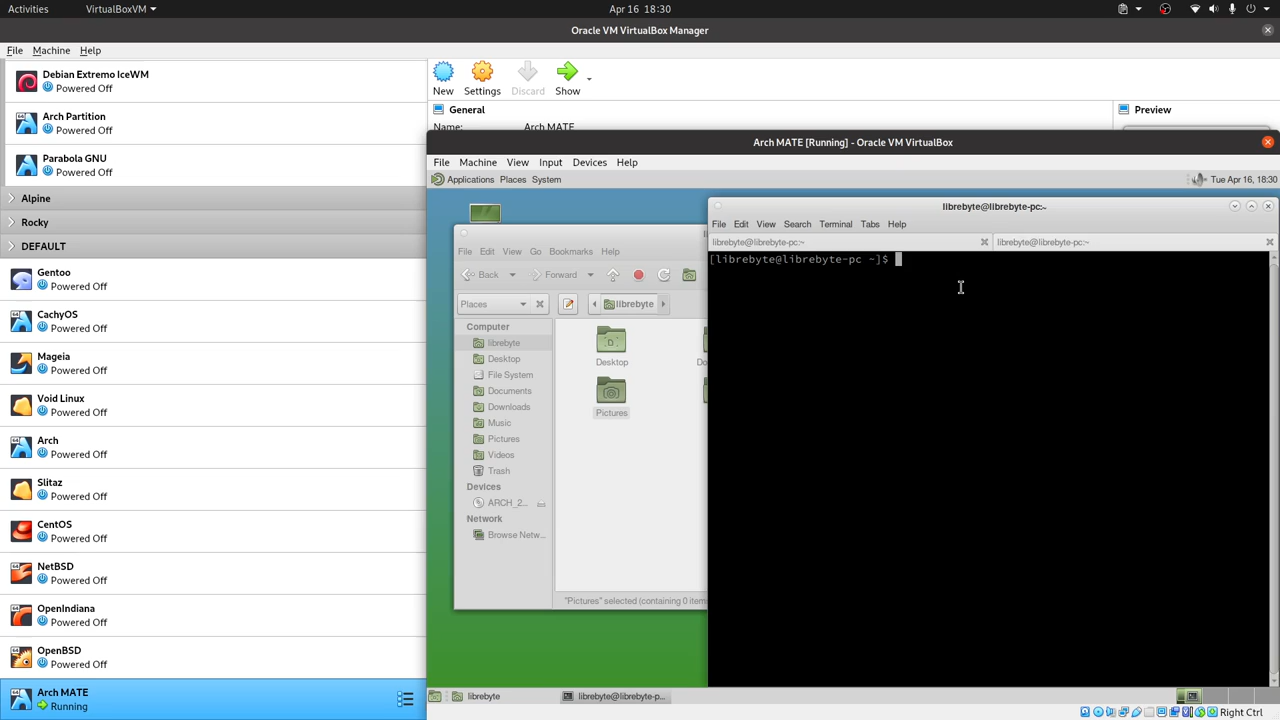 Activities
VirtualBoxVM
Apr 16 18:30
Oracle VM VirtualBox Manager
File Machine Help
Debian Extremo IceWM
Powered Off
Arch Partition
Powered Off
Parabola GNU
Powered Off
Alpine
Rocky
DEFAULT
Gentoo
Powered Off
CachyOS
Powered Off
Mageia
Powered Off
Void Linux
Powered Off
Arch
Powered Off
Slitaz
Powered Off
CentOS
Powered Off
NetBSD
Powered Off
OpenIndiana
Powered Off
OpenBSD
Powered Off
Arch MATE
Running
New Settings Discard Show
General
Preview
Name: Arch MATE
Arch MATE [Running] - Oracle VM VirtualBox
File Machine View Input Devices Help
Applications Places System
Tue Apr 16, 18:30
File Edit View Go Bookmarks Help
Back Forward
Places
librebyte
Computer
librebyte
Desktop
File System
Documents
Downloads
Music
Pictures
Videos
Trash
Devices
ARCH_2...
Network
Browse Netw...
Desktop
Pictures
"Pictures" selected (containing 0 item
librebyte@librebyte-pc:~
File Edit View Search Terminal Tabs Help
librebyte@librebyte-pc:~
librebyte@librebyte-pc:~
[librebyte@librebyte-pc ~]$
librebyte
librebyte@librebyte-p...
Right Ctrl